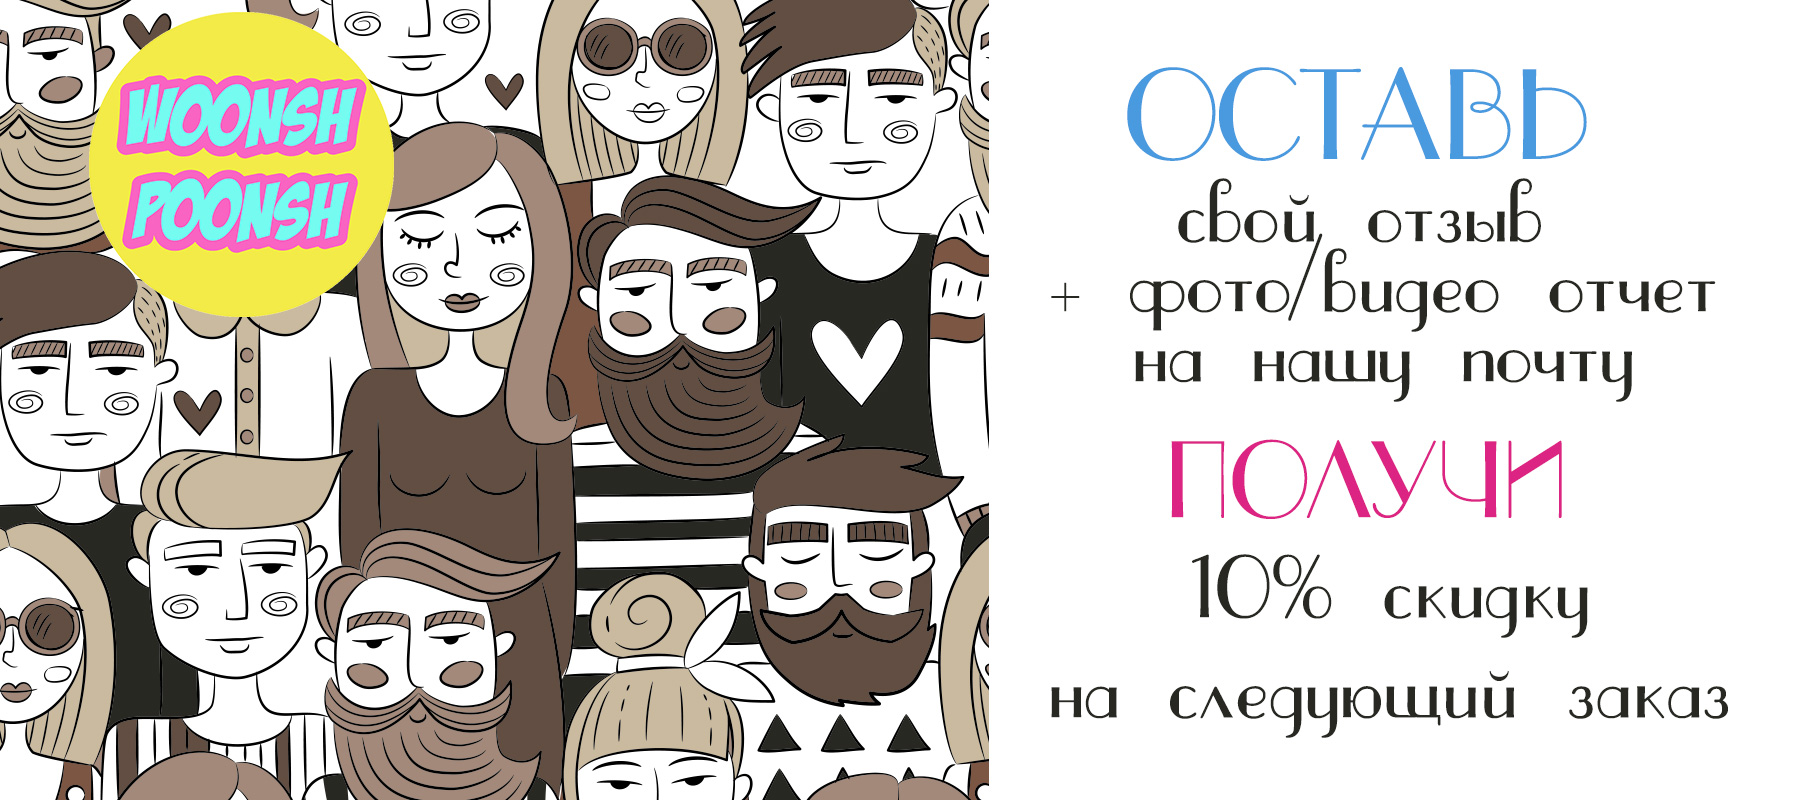 WOONSH
POONSH
ОСТАВЬ
свой отзыв
+ фото/видео отчет
на нашу почту
ПОЛУЧИ
10% скидку
на следующий заказ